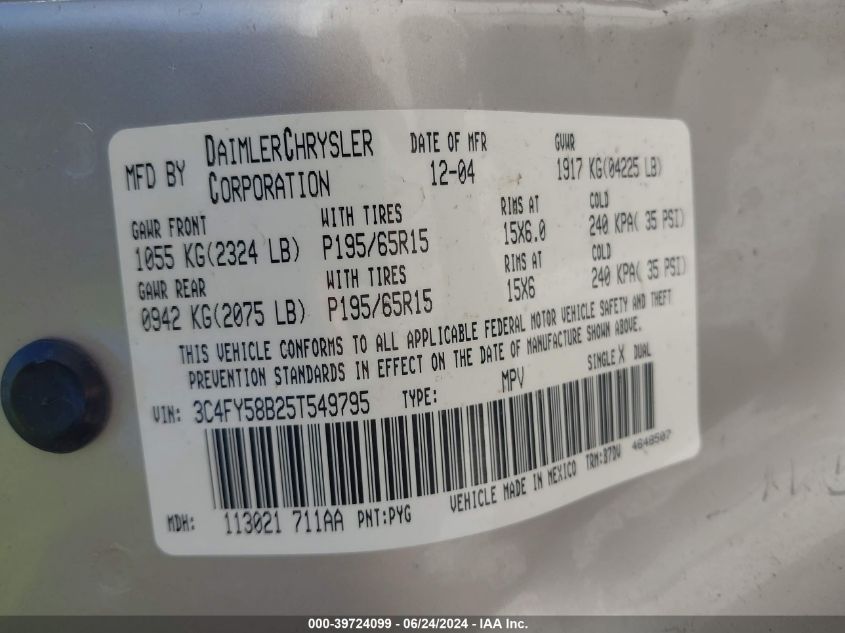 MFD BY DAIMLERCHRYSLER CORPORATION
DATE OF MFR 12-04
GVWR 1917 KG(04225 LB)
GAWR FRONT WITH TIRES RIMS AT COLD
1055 KG(2324 LB) P195/65R15 15X6.0 240 KPA( 35 PSI)
GAWR REAR WITH TIRES RIMS AT COLD
0942 KG(2075 LB) P195/65R15 15X6 240 KPA( 35 PSI)
THIS VEHICLE CONFORMS TO ALL APPLICABLE FEDERAL MOTOR VEHICLE SAFETY AND THEFT
PREVENTION STANDARDS IN EFFECT ON THE DATE OF MANUFACTURE SHOWN ABOVE.
VIN: 3C4FY58B25T549795 TYPE: MPV SINGLE X DUAL
MDH: 113021 711AA PNT:PYG VEHICLE MADE IN MEXICO TRM:B7DV 4648507
000-39724099 / 06/24/2024 - IAAI.com